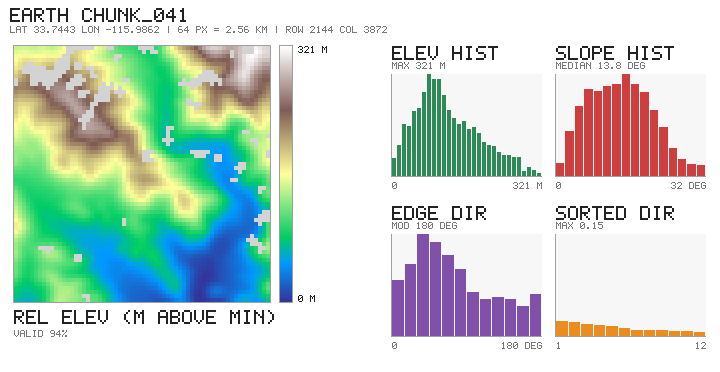 EARTH CHUNK_041
LAT 33.7443 LON -115.9862 | 64 PX = 2.56 KM | ROW 2144 COL 3872
321 M
0 M
REL ELEV (M ABOVE MIN)
VALID 94%
ELEV HIST
MAX 321 M
0 321 M
SLOPE HIST
MEDIAN 13.8 DEG
0 32 DEG
EDGE DIR
MOD 180 DEG
0 180 DEG
SORTED DIR
MAX 0.15
1 12